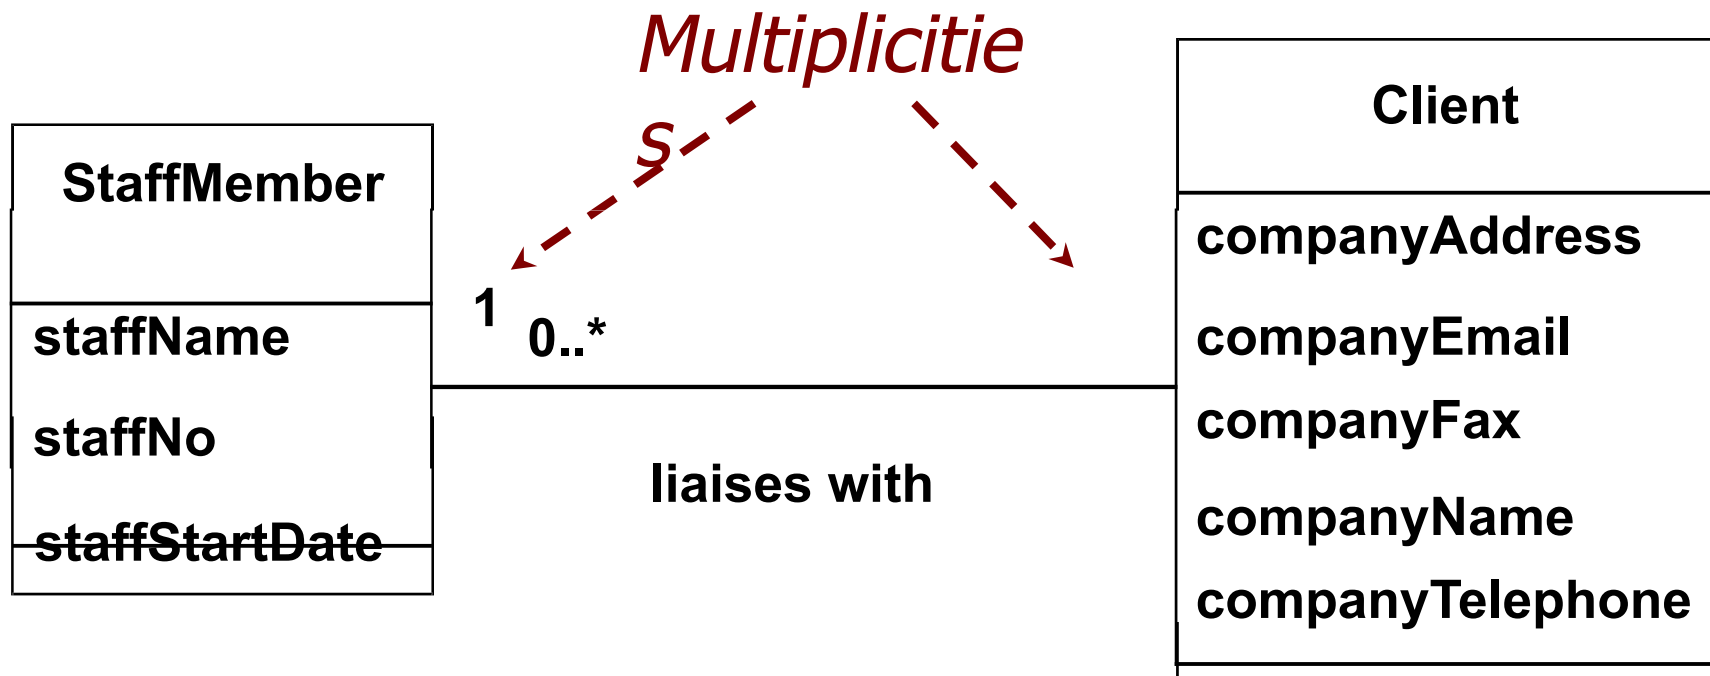 Multiplicitie
s
StaffMember
staffName
staffNo
staffStartDate
1
0..*
liaises with
Client
companyAddress
companyEmail
companyFax
companyName
companyTelephone